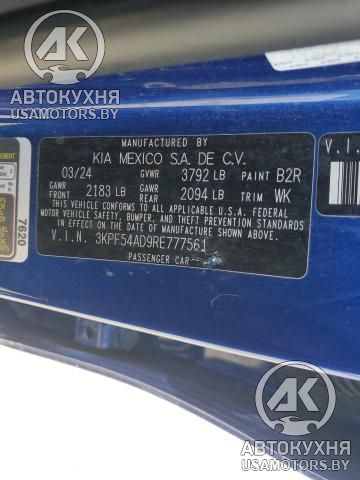 AK
АВТОКУХНЯ
USAMOTORS.BY
MANUFACTURED BY
KIA MEXICO S.A. DE C.V.
03/24 GVWR 3792 LB PAINT B2R
GAWR FRONT 2183 LB GAWR REAR 2094 LB TRIM WK
THIS VEHICLE CONFORMS TO ALL APPLICABLE U.S. FEDERAL MOTOR
VEHICLE SAFETY, BUMPER, AND THEFT PREVENTION STANDARDS
IN EFFECT ON THE DATE OF MANUFACTURE SHOWN ABOVE.
V.I.N. 3KPF54AD9RE777561
PASSENGER CAR
7620
V.I.
AK
АВТОКУХНЯ
USAMOTORS.BY